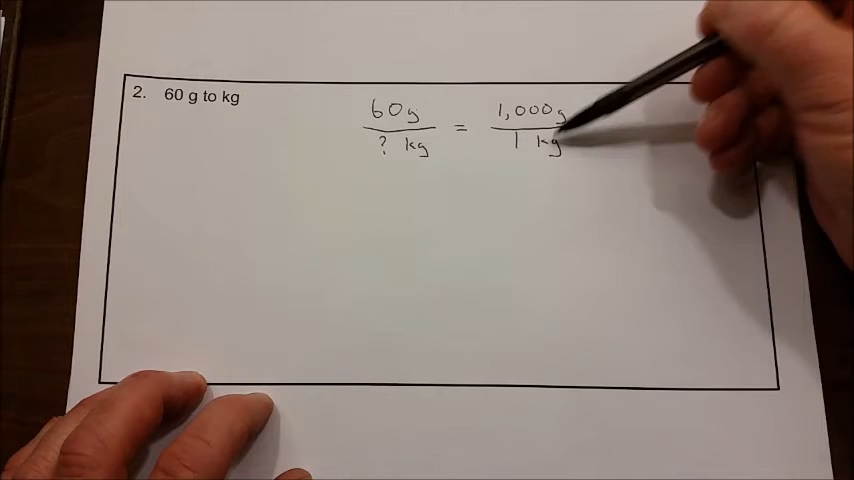 2. 60 g to kg
60g = 1,000g
? kg 1 kg